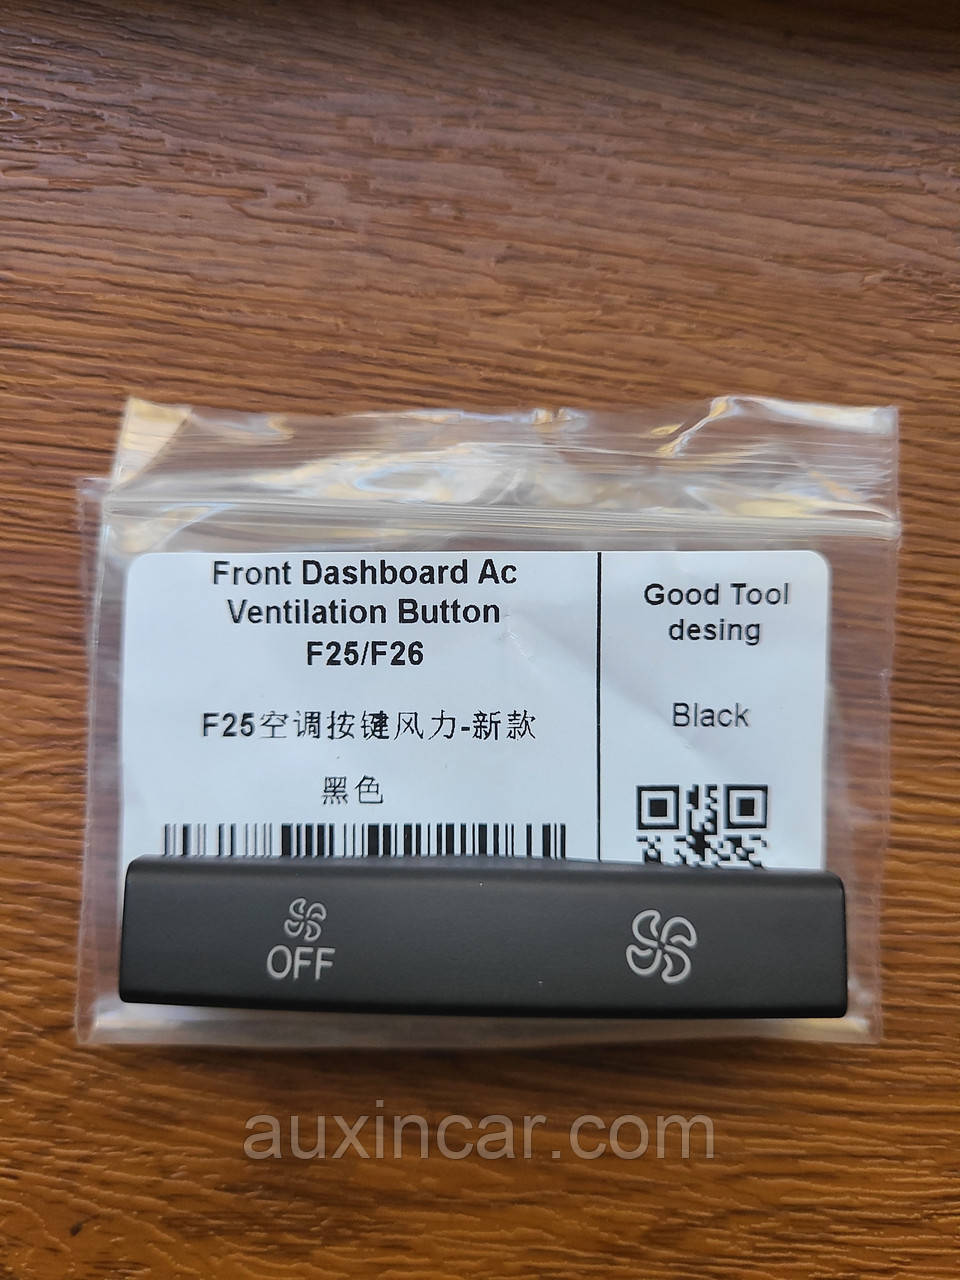 Front Dashboard Ac
Ventilation Button
F25/F26
F25空调按键风力-新款
黑色
Good Tool
desing
Black
OFF
auxincar.com